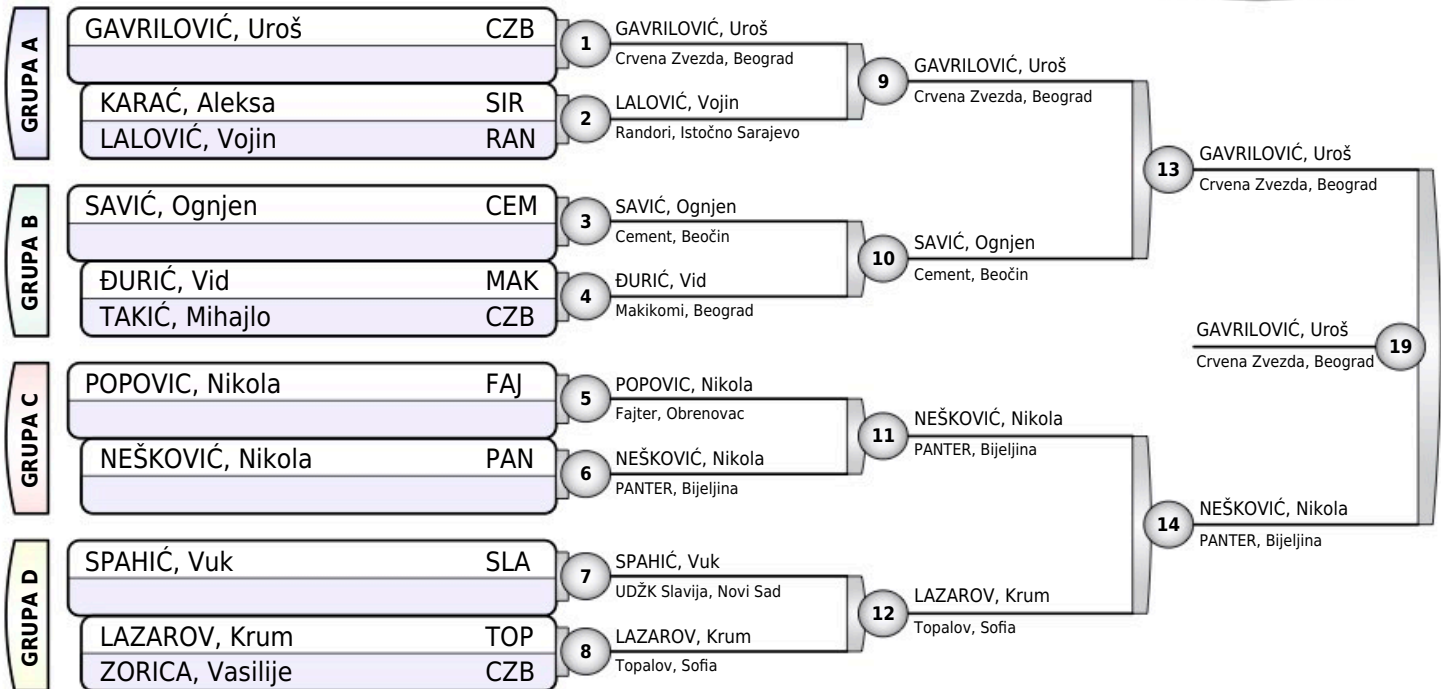 GRUPA A
GAVRILOVIĆ, Uroš CZB
KARAĆ, Aleksa SIR
LALOVIĆ, Vojin RAN
GRUPA B
SAVIĆ, Ognjen CEM
ĐURIĆ, Vid MAK
TAKIĆ, Mihajlo CZB
GRUPA C
POPOVIC, Nikola FAJ
NEŠKOVIĆ, Nikola PAN
GRUPA D
SPAHIĆ, Vuk SLA
LAZAROV, Krum TOP
ZORICA, Vasilije CZB
1
GAVRILOVIĆ, Uroš
Crvena Zvezda, Beograd
2
LALOVIĆ, Vojin
Randori, Istočno Sarajevo
3
SAVIĆ, Ognjen
Cement, Beočin
4
ĐURIĆ, Vid
Makikomi, Beograd
5
POPOVIC, Nikola
Fajter, Obrenovac
6
NEŠKOVIĆ, Nikola
PANTER, Bijeljina
7
SPAHIĆ, Vuk
UDŽK Slavija, Novi Sad
8
LAZAROV, Krum
Topalov, Sofia
9
GAVRILOVIĆ, Uroš
Crvena Zvezda, Beograd
10
SAVIĆ, Ognjen
Cement, Beočin
11
NEŠKOVIĆ, Nikola
PANTER, Bijeljina
12
LAZAROV, Krum
Topalov, Sofia
13
GAVRILOVIĆ, Uroš
Crvena Zvezda, Beograd
14
NEŠKOVIĆ, Nikola
PANTER, Bijeljina
GAVRILOVIĆ, Uroš
Crvena Zvezda, Beograd
19